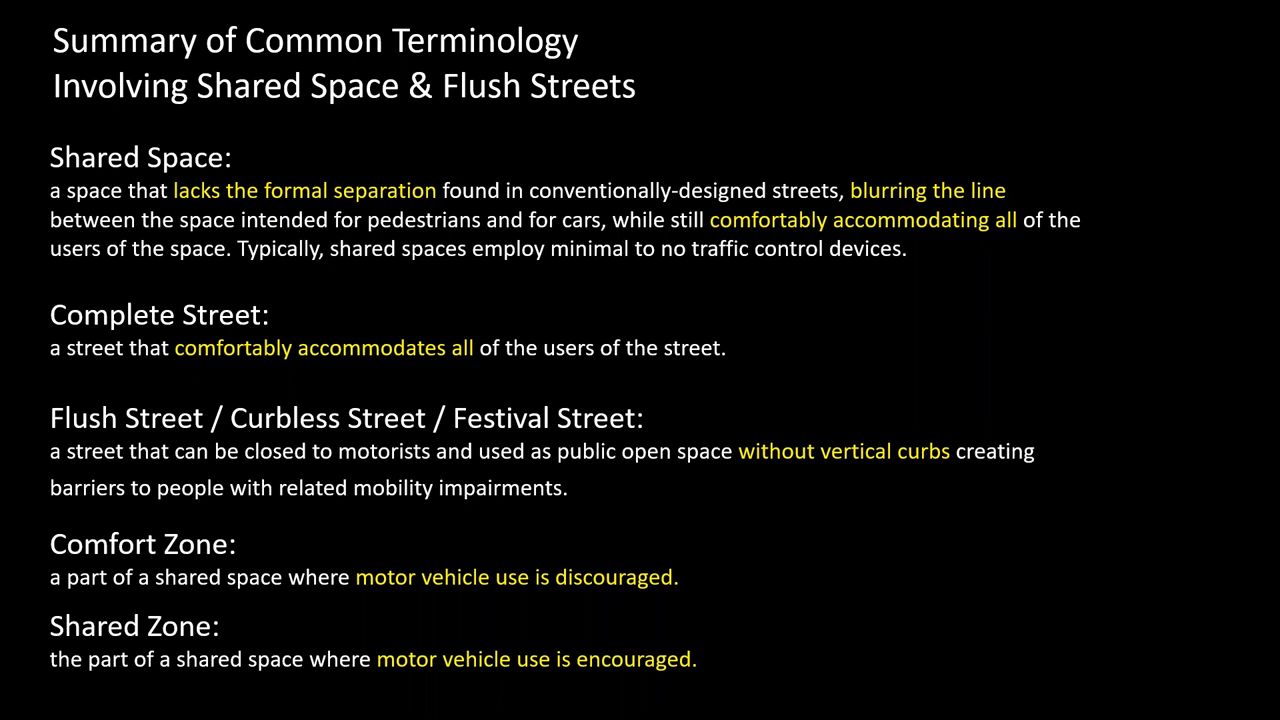 Summary of Common Terminology
Involving Shared Space & Flush Streets
Shared Space:
a space that lacks the formal separation found in conventionally-designed streets, blurring the line
between the space intended for pedestrians and for cars, while still comfortably accommodating all of the
users of the space. Typically, shared spaces employ minimal to no traffic control devices.
Complete Street:
a street that comfortably accommodates all of the users of the street.
Flush Street / Curbless Street / Festival Street:
a street that can be closed to motorists and used as public open space without vertical curbs creating
barriers to people with related mobility impairments.
Comfort Zone:
a part of a shared space where motor vehicle use is discouraged.
Shared Zone:
the part of a shared space where motor vehicle use is encouraged.